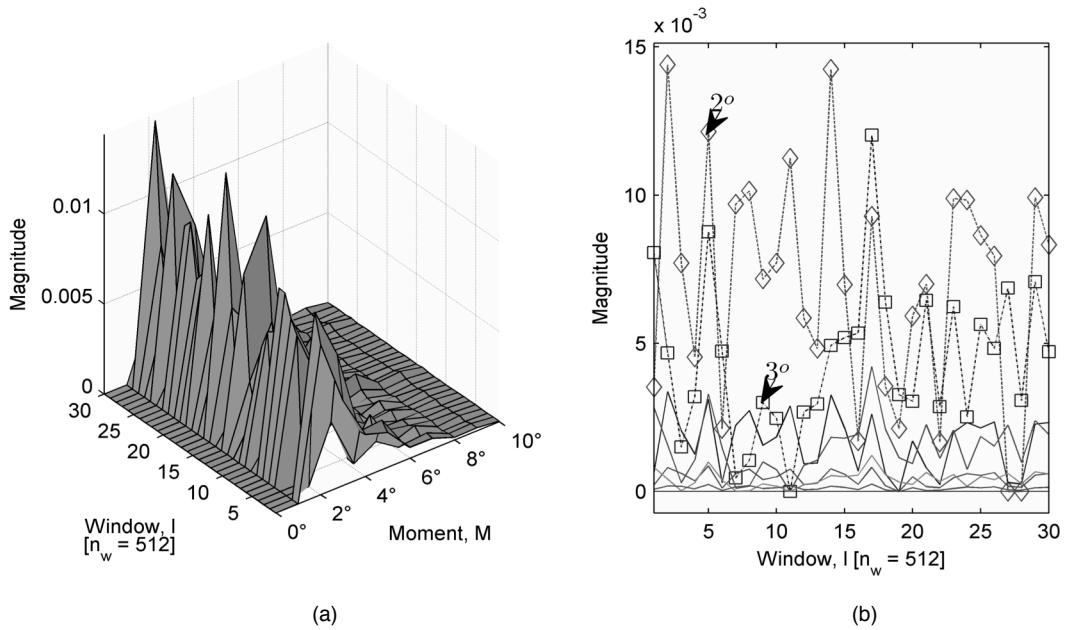 Magnitude
0.01
0.005
0
30
25
20
15
10
5
Window, l
[n_w = 512]
0°
2°
4°
6°
8°
10°
Moment, M
(a)
x 10^-3
15
10
5
0
Magnitude
2^o
3^o
5
10
15
20
25
30
Window, l [n_w = 512]
(b)